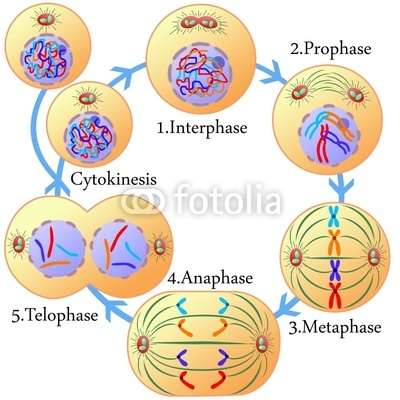 2.Prophase
1.Interphase
Cytokinesis
fotolia
4.Anaphase
5.Telophase
3.Metaphase